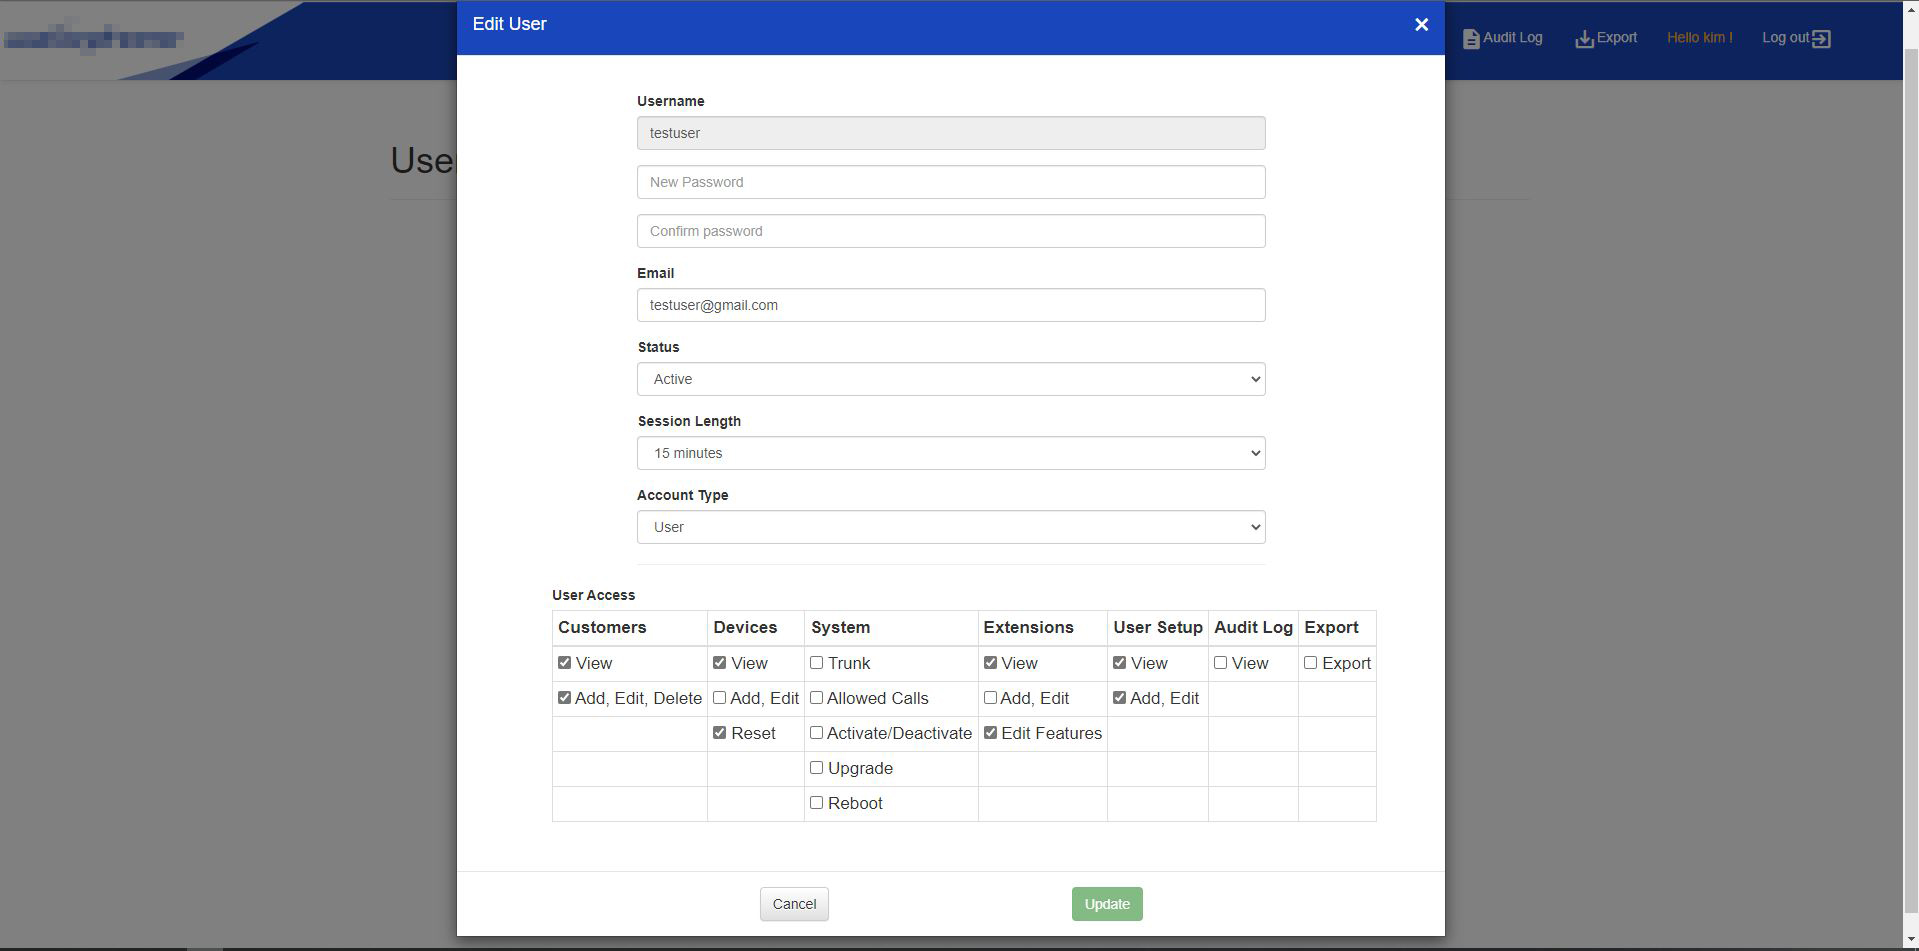 Edit User
Audit Log
Export
Hello kim !
Log out
Use
Username
testuser
New Password
Confirm password
Email
testuser@gmail.com
Status
Active
Session Length
15 minutes
Account Type
User
User Access
Customers Devices System Extensions User Setup Audit Log Export
View View Trunk View View View Export
Add, Edit, Delete Add, Edit Allowed Calls Add, Edit Add, Edit
Reset Activate/Deactivate Edit Features
Upgrade
Reboot
Cancel Update